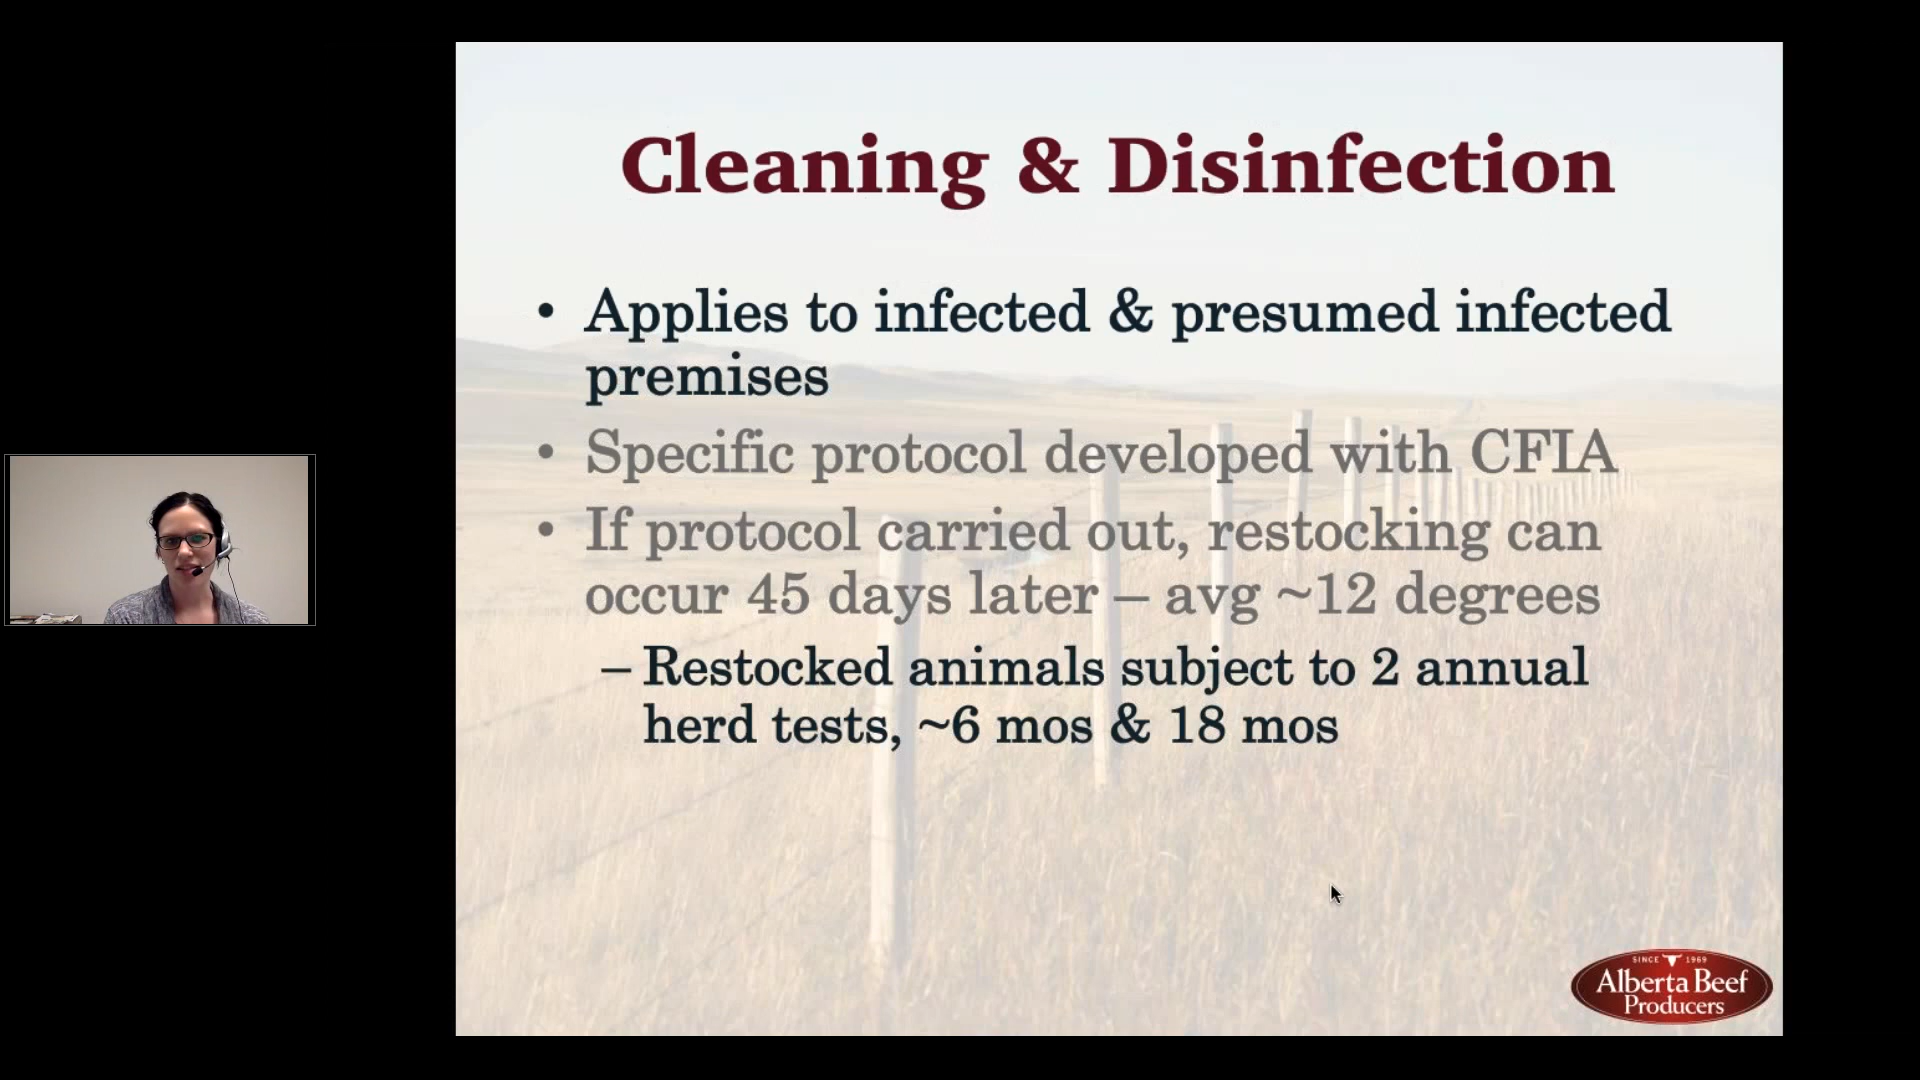 Cleaning & Disinfection
• Applies to infected & presumed infected
premises
• Specific protocol developed with CFIA
• If protocol carried out, restocking can
occur 45 days later – avg ~12 degrees
– Restocked animals subject to 2 annual
herd tests, ~6 mos & 18 mos
SINCE 1969
Alberta Beef
Producers